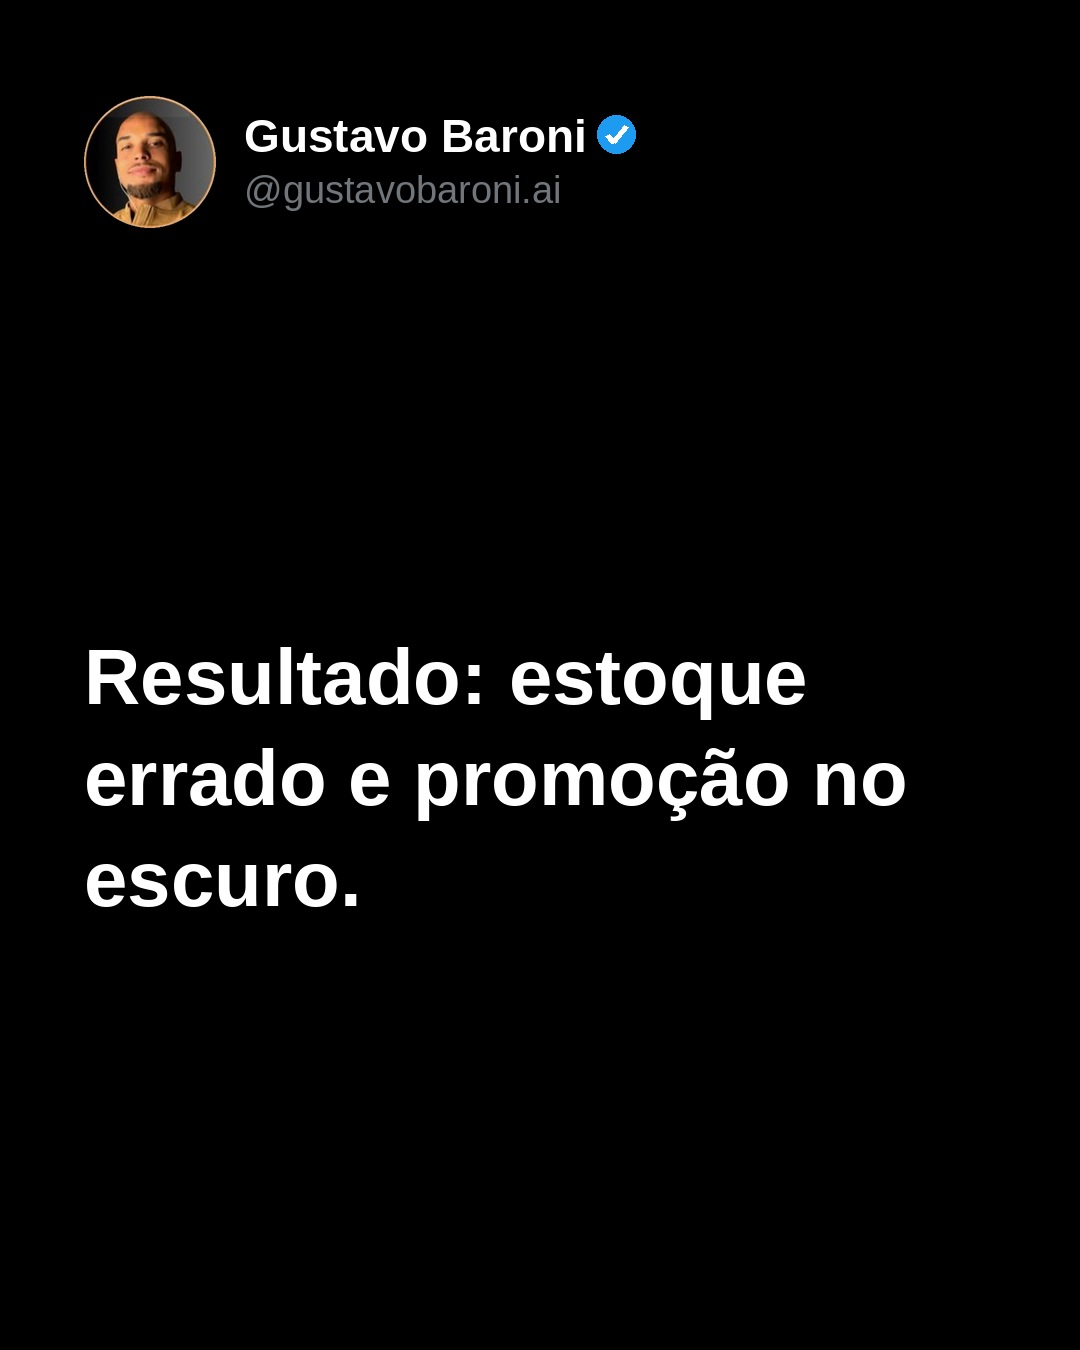 Gustavo Baroni
@gustavobaroni.ai
Resultado: estoque
errado e promoção no
escuro.